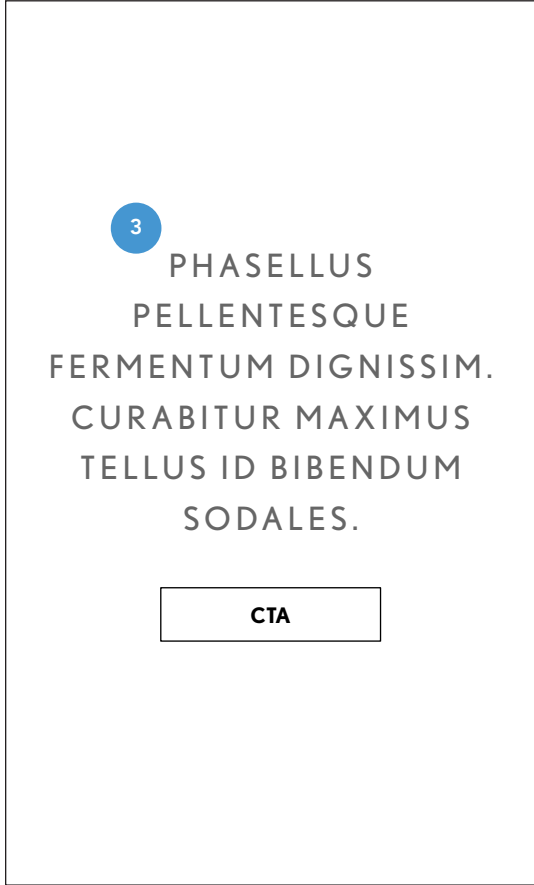 3
PHASELLUS
PELLENTESQUE
FERMENTUM DIGNISSIM.
CURABITUR MAXIMUS
TELLUS ID BIBENDUM
SODALES.
CTA